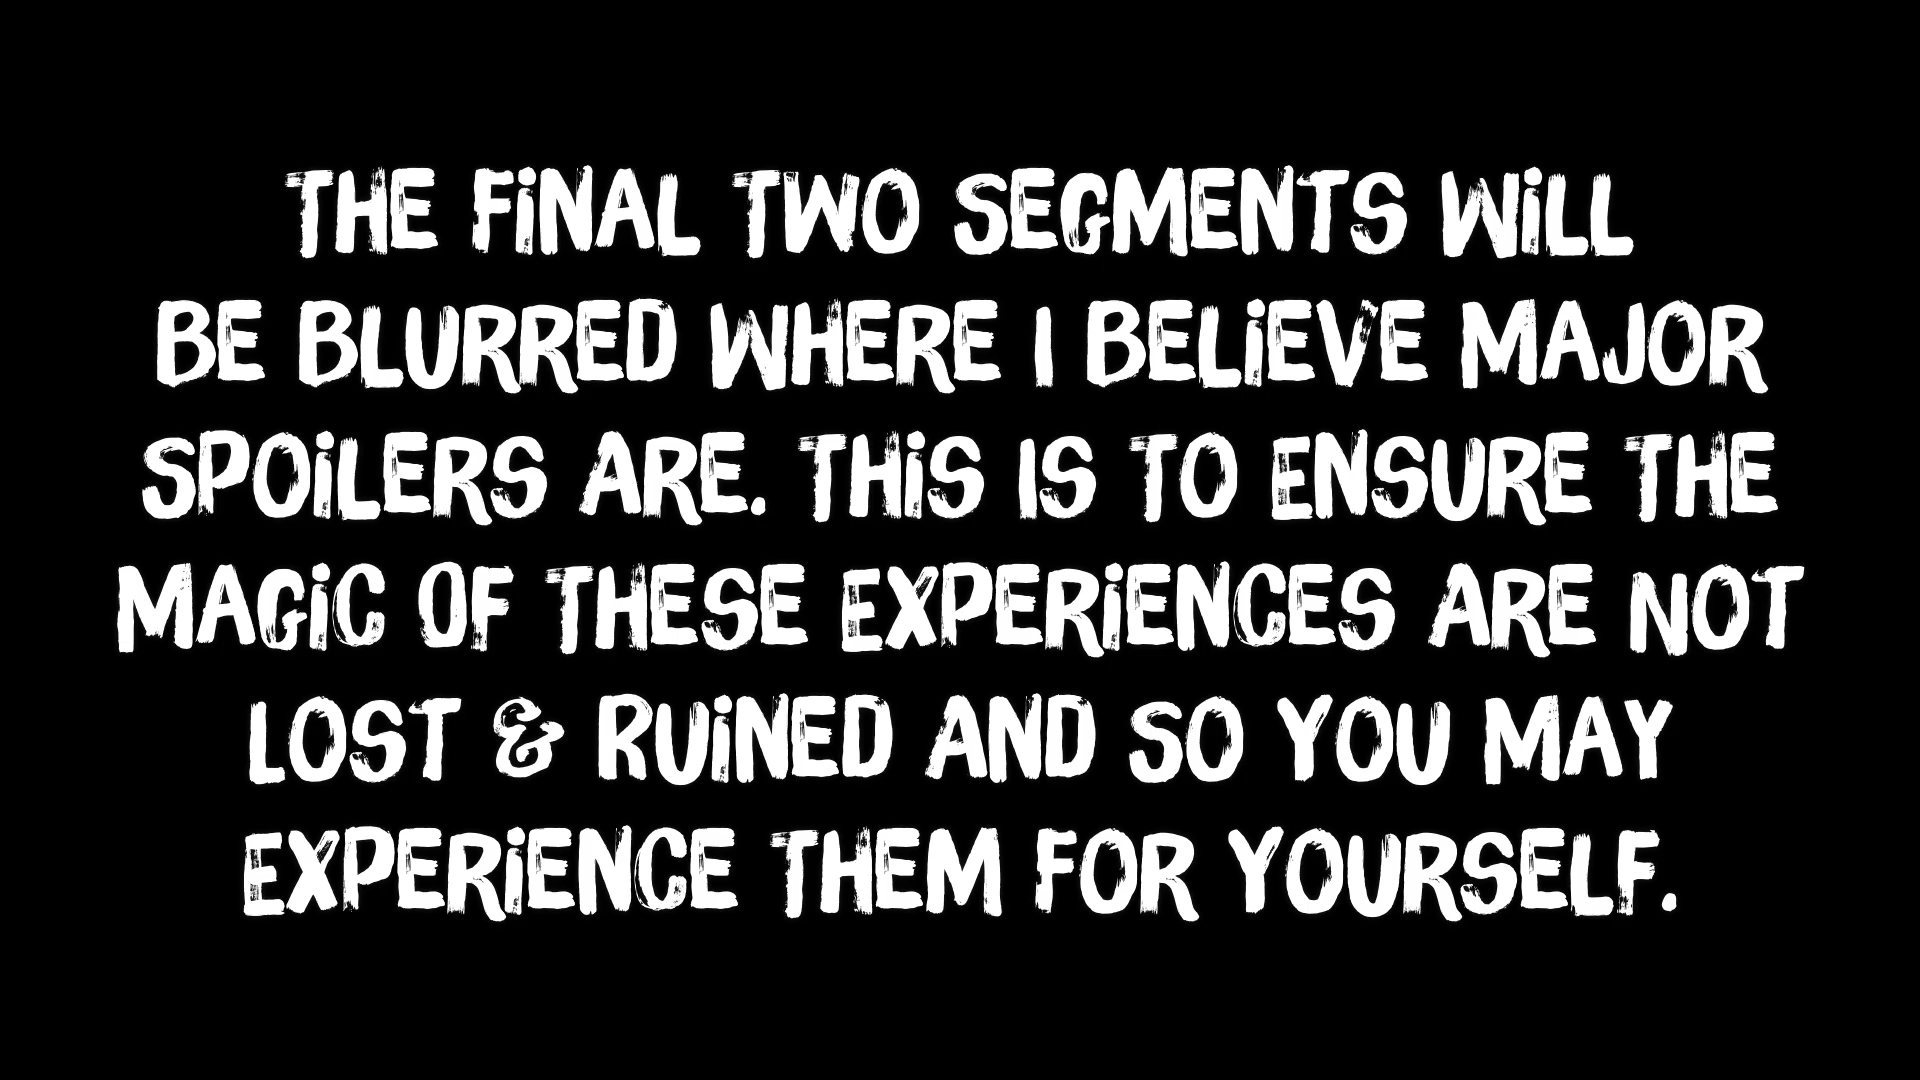 THE FINAL TWO SEGMENTS WILL
BE BLURRED WHERE I BELIEVE MAJOR
SPOILERS ARE. THIS IS TO ENSURE THE
MAGIC OF THESE EXPERIENCES ARE NOT
LOST & RUINED AND SO YOU MAY
EXPERIENCE THEM FOR YOURSELF.